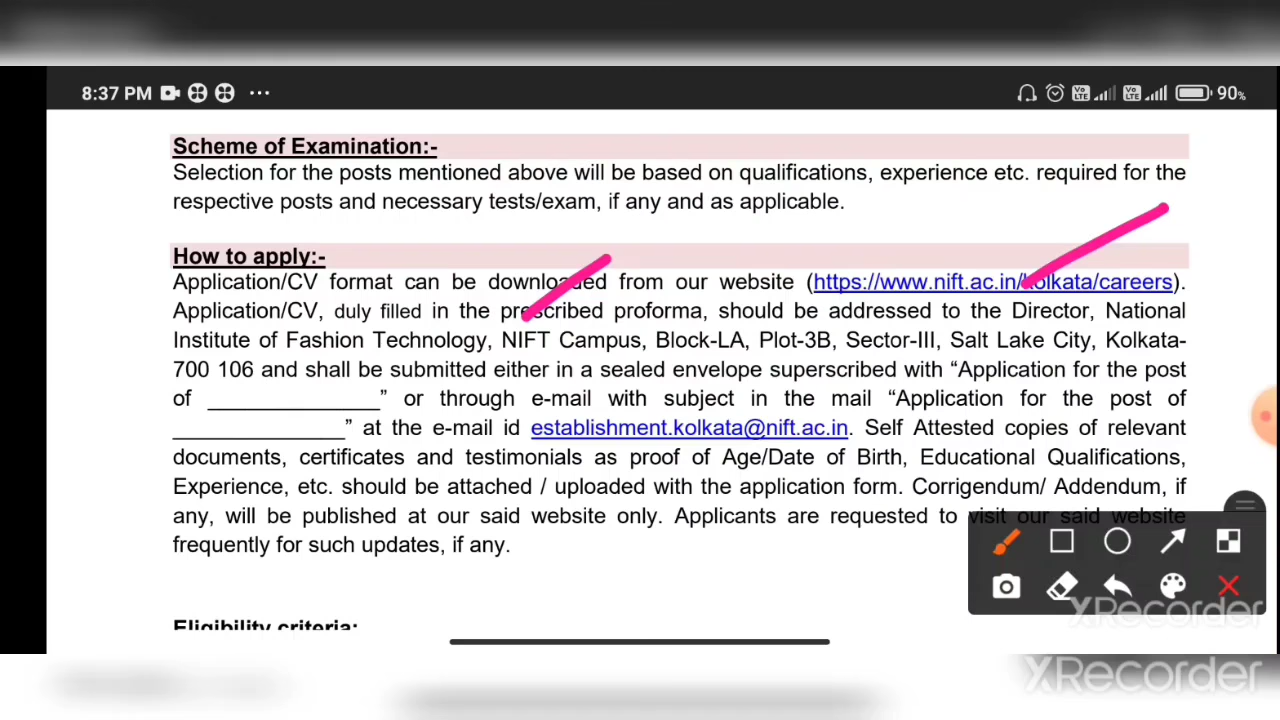 8:37 PM ... Vo LTE Vo LTE 90%
Scheme of Examination:-
Selection for the posts mentioned above will be based on qualifications, experience etc. required for the
respective posts and necessary tests/exam, if any and as applicable.
How to apply:-
Application/CV format can be downloaded from our website (https://www.nift.ac.in/kolkata/careers).
Application/CV, duly filled in the prescribed proforma, should be addressed to the Director, National
Institute of Fashion Technology, NIFT Campus, Block-LA, Plot-3B, Sector-III, Salt Lake City, Kolkata-
700 106 and shall be submitted either in a sealed envelope superscribed with “Application for the post
of ______________” or through e-mail with subject in the mail “Application for the post of
______________” at the e-mail id establishment.kolkata@nift.ac.in. Self Attested copies of relevant
documents, certificates and testimonials as proof of Age/Date of Birth, Educational Qualifications,
Experience, etc. should be attached / uploaded with the application form. Corrigendum/ Addendum, if
any, will be published at our said website only. Applicants are requested to visit our said website
frequently for such updates, if any.
Eligibility criteria:
XRecorder
XRecorder